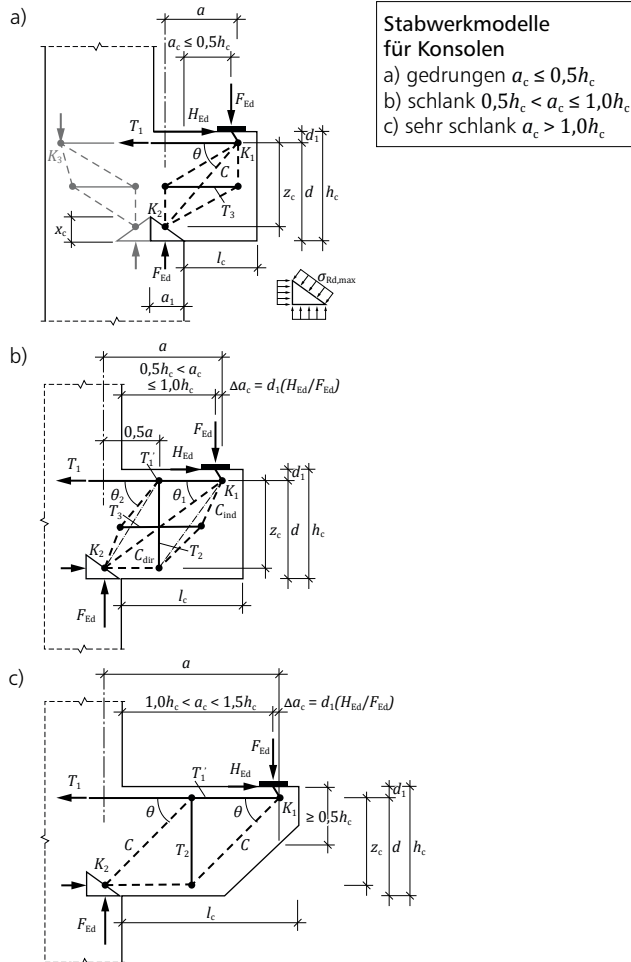 Stabwerkmodelle
für Konsolen
a) gedrungen a_c ≤ 0,5h_c
b) schlank 0,5h_c < a_c ≤ 1,0h_c
c) sehr schlank a_c > 1,0h_c
a)
a
a_c ≤ 0,5h_c
F_Ed
H_Ed
T_1
d_1
K_3
θ
C
K_1
K_2
T_3
z_c
d
h_c
x_c
F_Ed
l_c
a_1
σ_Rd,max
b)
a
0,5h_c < a_c
≤ 1,0h_c
Δa_c = d_1(H_Ed/F_Ed)
F_Ed
0,5a
H_Ed
T_1
T_1'
d_1
K_1
θ_2
θ_1
T_3
C_ind
z_c
d
h_c
K_2
C_dir
T_2
l_c
F_Ed
c)
a
1,0h_c < a_c < 1,5h_c
Δa_c = d_1(H_Ed/F_Ed)
F_Ed
H_Ed
T_1
T_1'
d_1
K_1
θ
θ
≥ 0,5h_c
C
T_2
C
z_c
d
h_c
K_2
l_c
F_Ed